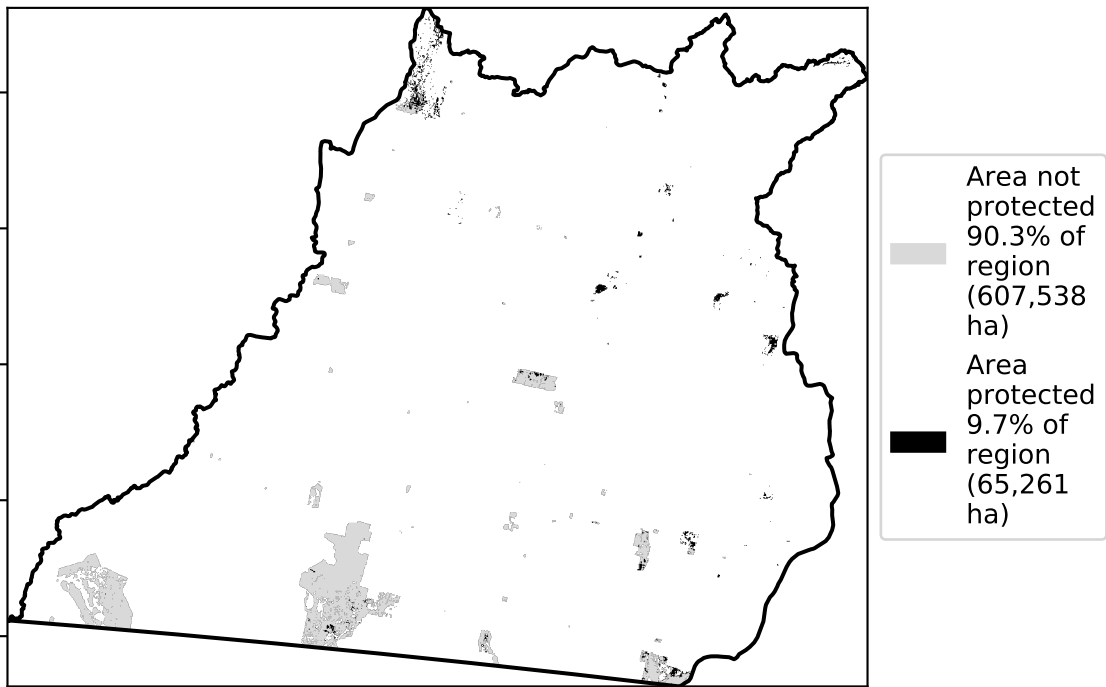 Area not
protected
90.3% of
region
(607,538
ha)
Area
protected
9.7% of
region
(65,261
ha)